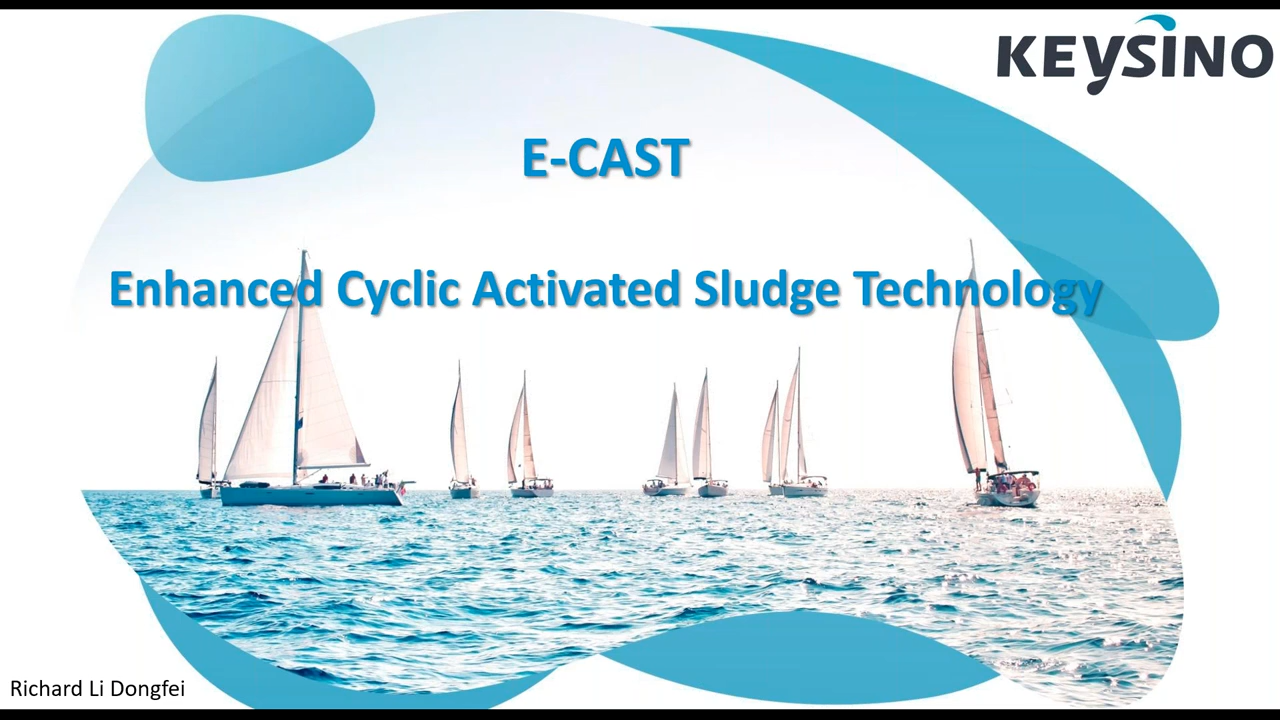 KEYSINO
E-CAST
Enhanced Cyclic Activated Sludge Technology
Richard Li Dongfei